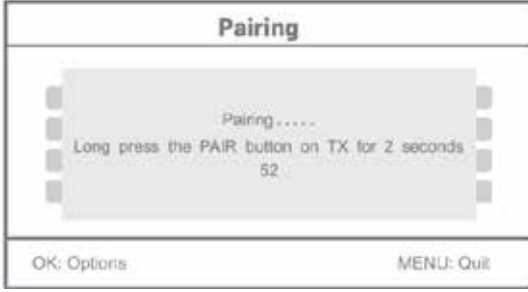 Pairing
Pairing.....
Long press the PAIR button on TX for 2 seconds
52
OK: Options
MENU: Quit